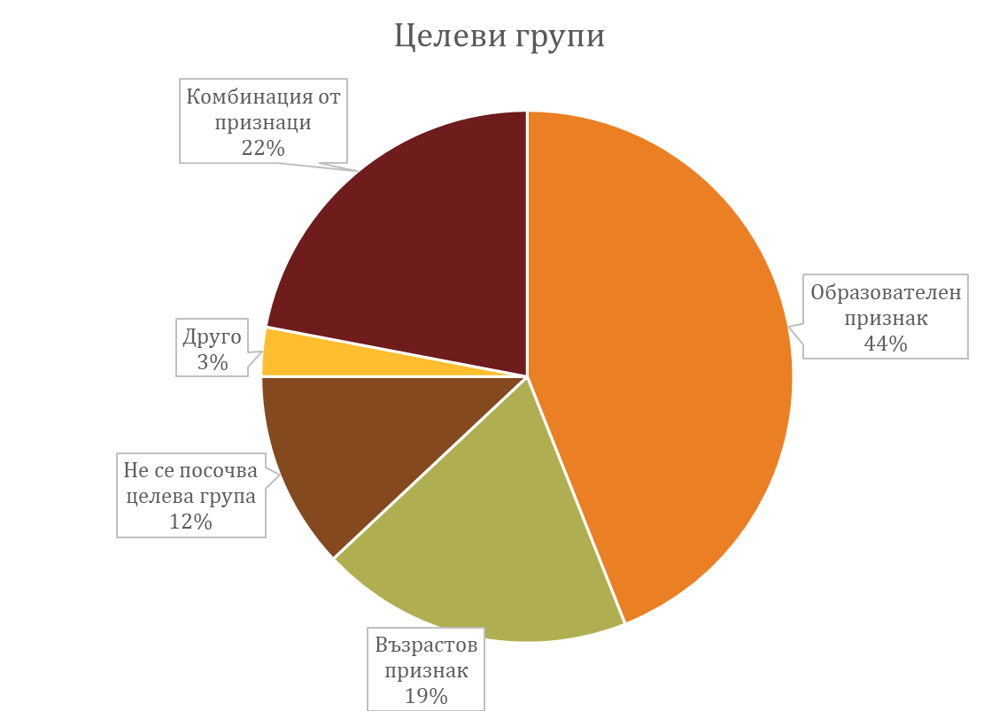 Целеви групи
Комбинация от
признаци
22%
Образователен
признак
44%
Друго
3%
Не се посочва
целева група
12%
Възрастов
признак
19%